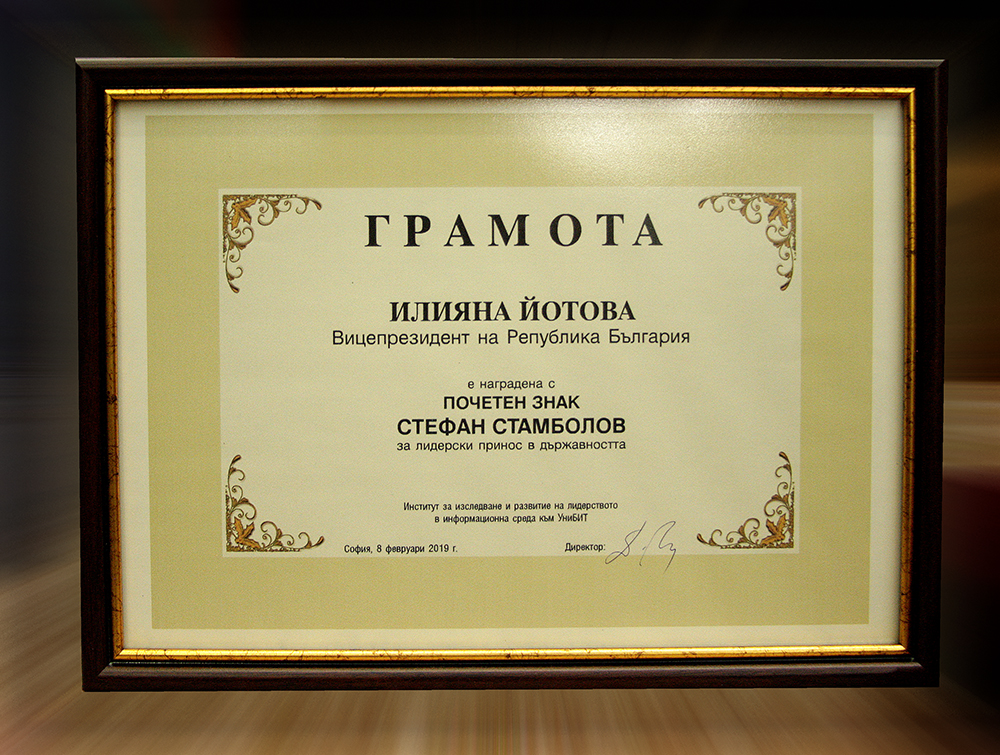 ГРАМОТА
ИЛИЯНА ЙОТОВА
Вицепрезидент на Република България
е наградена с
ПОЧЕТЕН ЗНАК
СТЕФАН СТАМБОЛОВ
за лидерски принос в държавността
Институт за изследване и развитие на лидерството
в информационна среда към УниБИТ
София, 8 февруари 2019 г.
Директор: